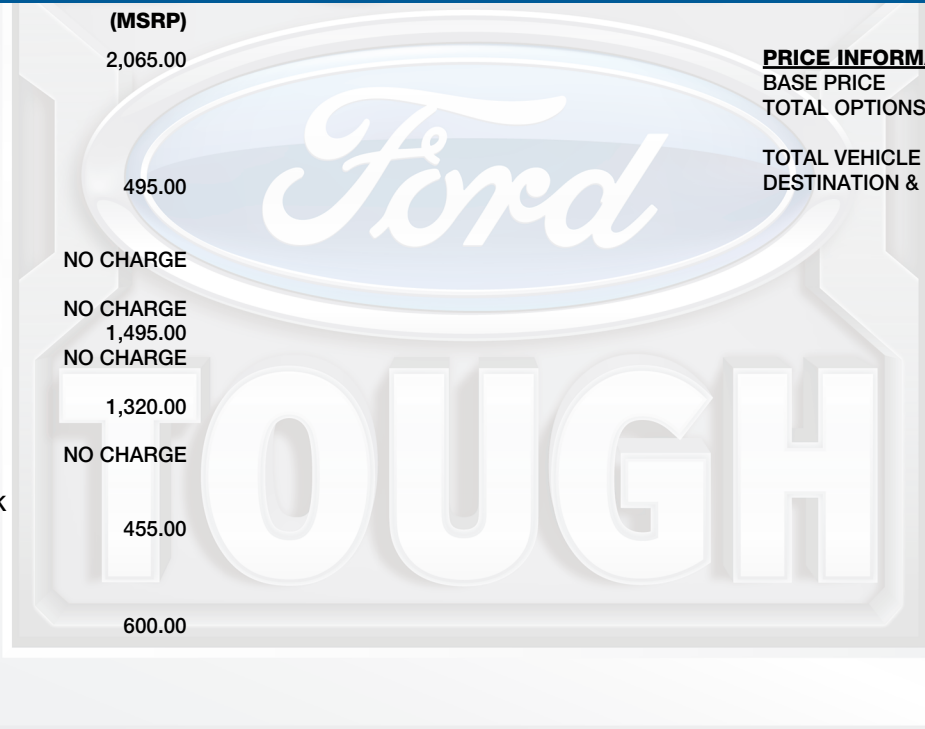 (MSRP)
2,065.00
PRICE INFORM
BASE PRICE
TOTAL OPTIONS
TOTAL VEHICLE
495.00
DESTINATION &
NO CHARGE
NO CHARGE
1,495.00
NO CHARGE
1,320.00
NO CHARGE
K
455.00
600.00
Ford
TOUGH